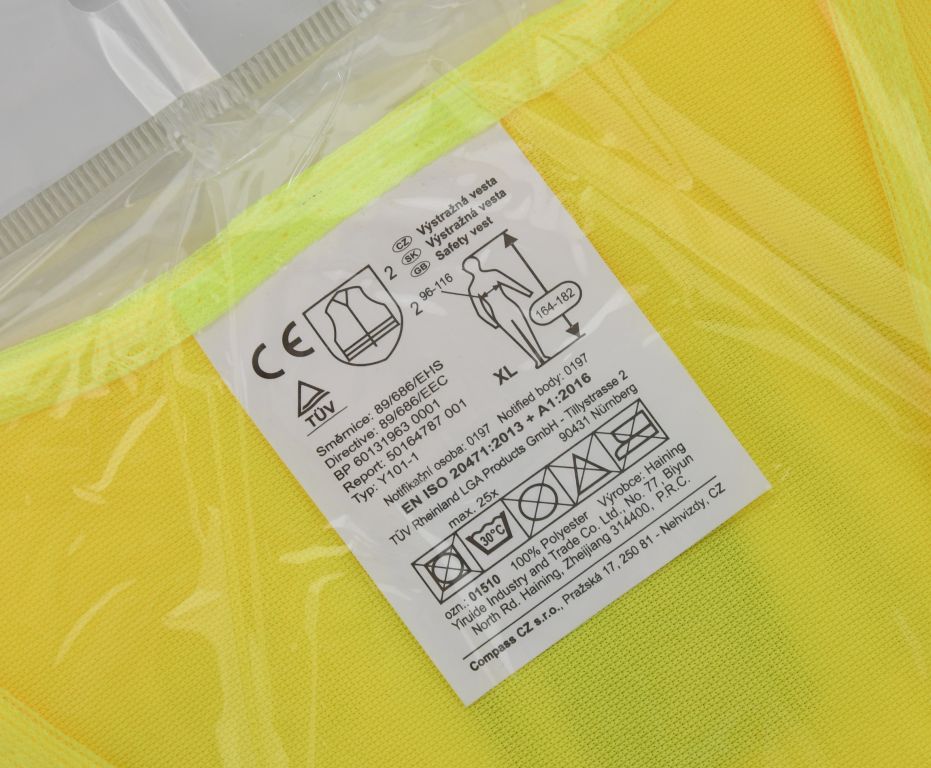 CZ Výstražná vesta
SK Výstražná vesta
GB Safety vest
CE
2
2
96-116
164-182
XL
TÜV
Směrnice: 89/686/EHS
Directive: 89/686/EEC
BP 60131963 0001
Report: 50164787 001
Typ: Y101-1
Notifikační osoba: 0197 Notified body: 0197
EN ISO 20471:2013 + A1:2016
TÜV Rheinland LGA Products GmbH , Tillystrasse 2
90431 Nürnberg
max. 25x
30°C
ozn.: 01510 100% Polyester Výrobce: Haining
Yiruide Industry and Trade Co. Ltd., No. 77, Biyun
North Rd. Haining, Zheijiang 314400, P.R.C.
Compass CZ s.r.o., Pražská 17, 250 81 - Nehvizdy, CZ